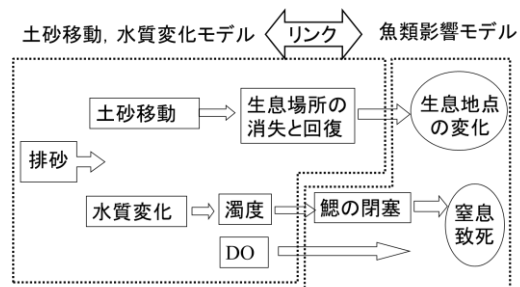 土砂移動，水質変化モデル
リンク
魚類影響モデル
土砂移動
生息場所の
消失と回復
生息地点
の変化
排砂
水質変化
濁度
鰓の閉塞
窒息
致死
DO